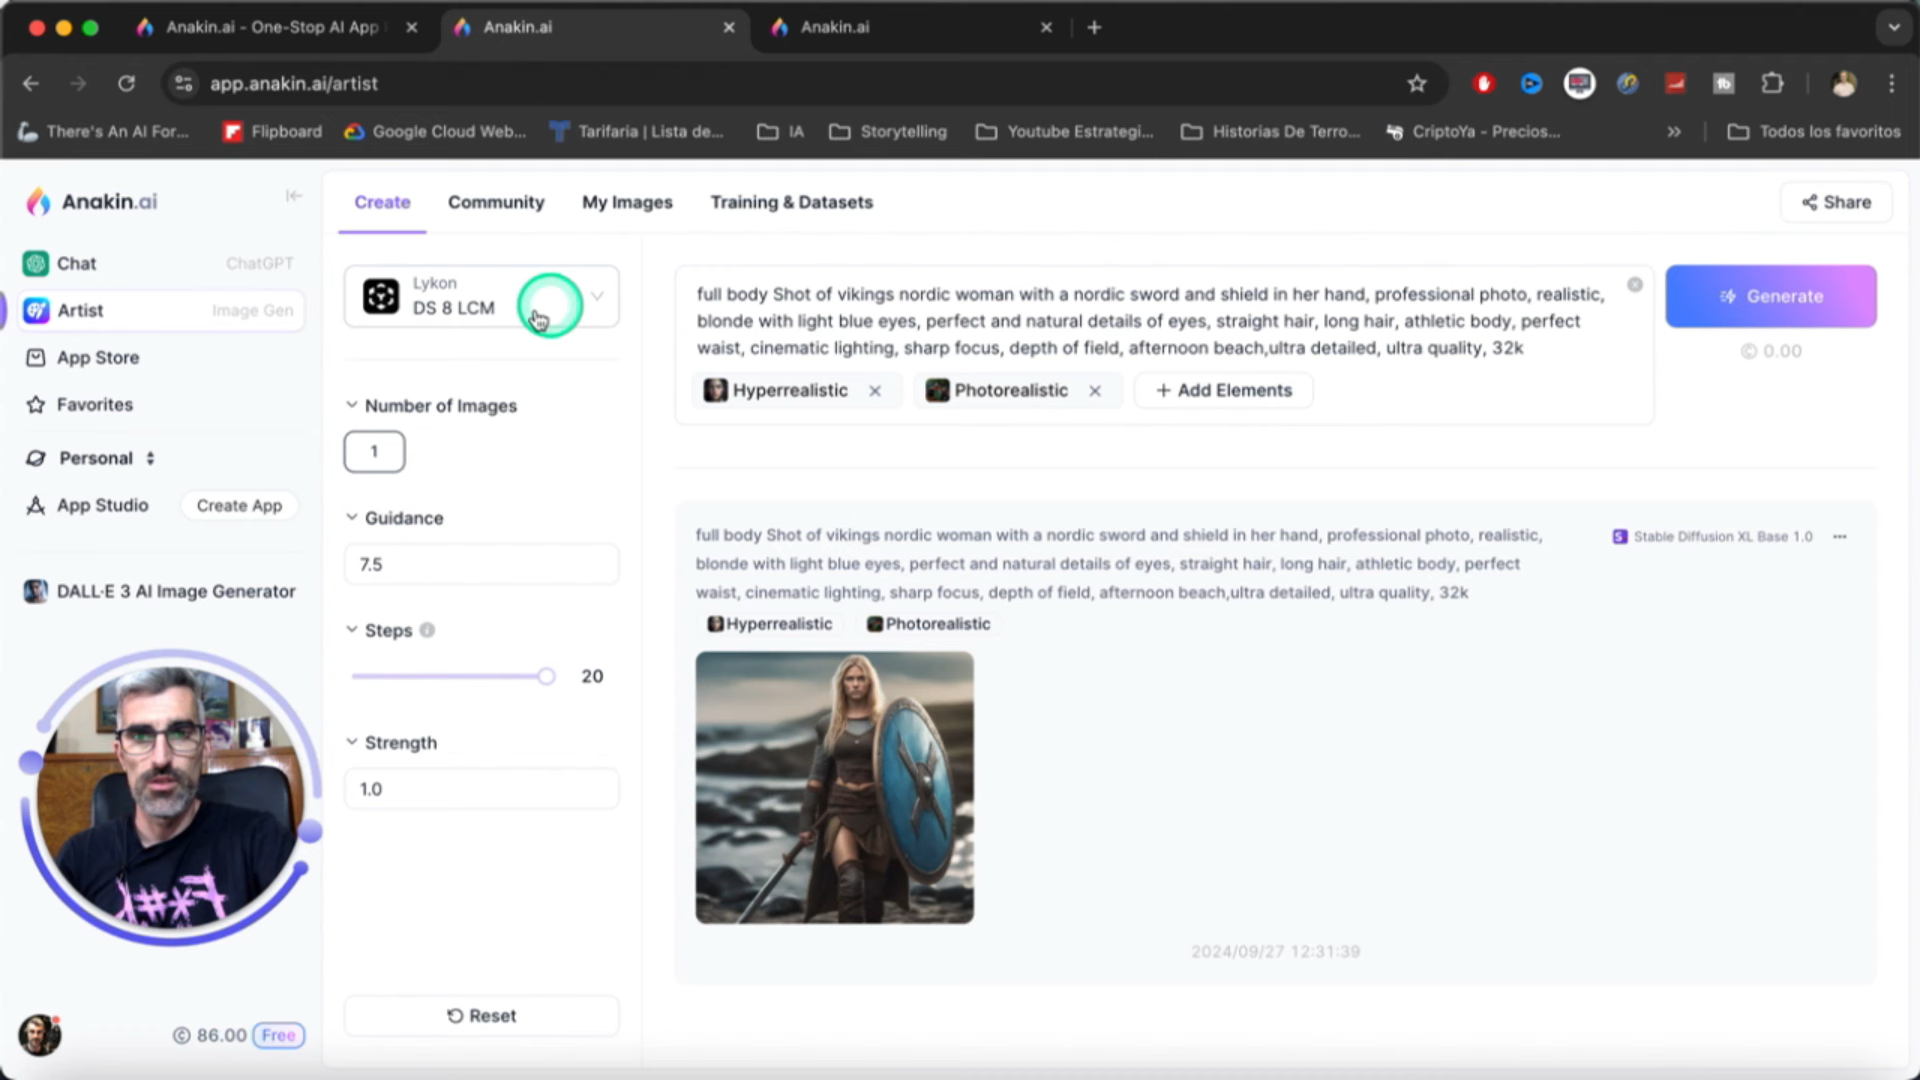 Anakin.ai - One-Stop AI App
Anakin.ai
Anakin.ai
app.anakin.ai/artist
There's An AI For...
Flipboard
Google Cloud Web...
Tarifaria | Lista de...
IA
Storytelling
Youtube Estrategi...
Historias De Terro...
CriptoYa - Precios...
Todos los favoritos
Anakin.ai
Create
Community
My Images
Training & Datasets
Share
Chat
ChatGPT
Artist
Image Gen
App Store
Favorites
Personal
App Studio
Create App
DALL·E 3 AI Image Generator
86.00
Free
Lykon
DS 8 LCM
Number of Images
1
Guidance
7.5
Steps
20
Strength
1.0
Reset
full body Shot of vikings nordic woman with a nordic sword and shield in her hand, professional photo, realistic,
blonde with light blue eyes, perfect and natural details of eyes, straight hair, long hair, athletic body, perfect
waist, cinematic lighting, sharp focus, depth of field, afternoon beach,ultra detailed, ultra quality, 32k
Hyperrealistic
Photorealistic
+ Add Elements
Generate
0.00
full body Shot of vikings nordic woman with a nordic sword and shield in her hand, professional photo, realistic,
blonde with light blue eyes, perfect and natural details of eyes, straight hair, long hair, athletic body, perfect
waist, cinematic lighting, sharp focus, depth of field, afternoon beach,ultra detailed, ultra quality, 32k
Stable Diffusion XL Base 1.0
Hyperrealistic
Photorealistic
2024/09/27 12:31:39